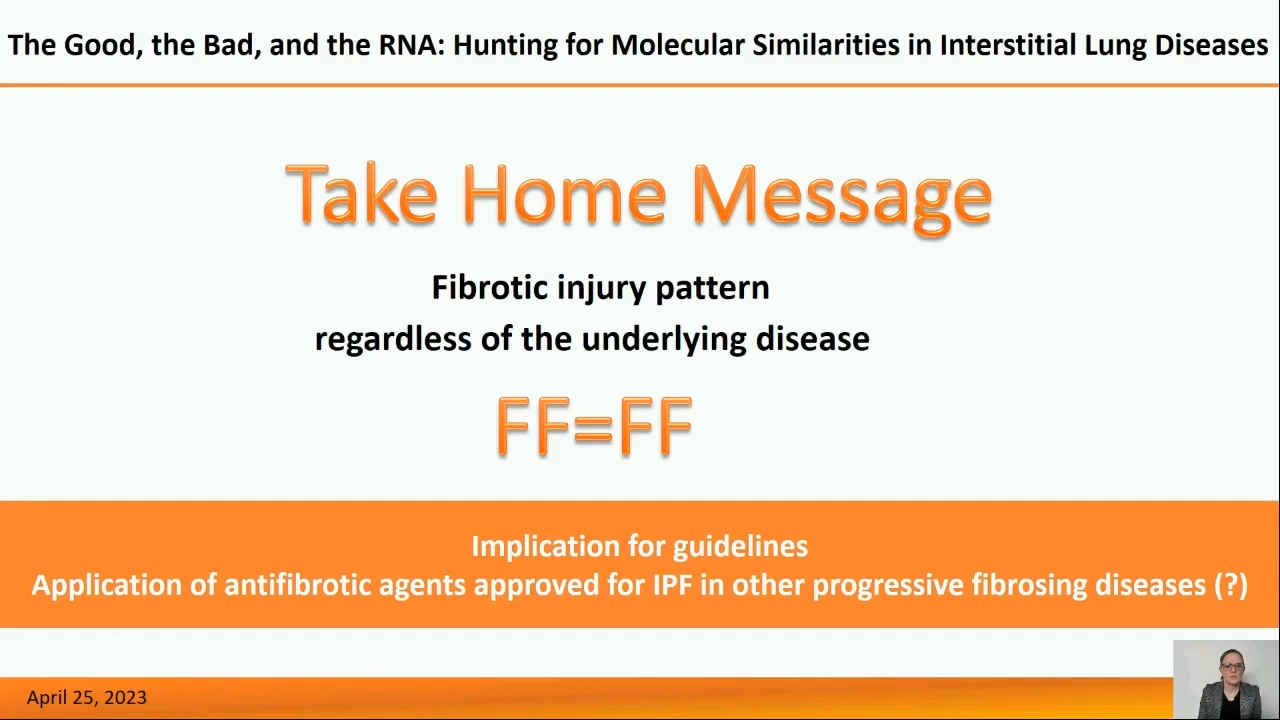 The Good, the Bad, and the RNA: Hunting for Molecular Similarities in Interstitial Lung Diseases
Take Home Message
Fibrotic injury pattern
regardless of the underlying disease
FF=FF
Implication for guidelines
Application of antifibrotic agents approved for IPF in other progressive fibrosing diseases (?)
April 25, 2023